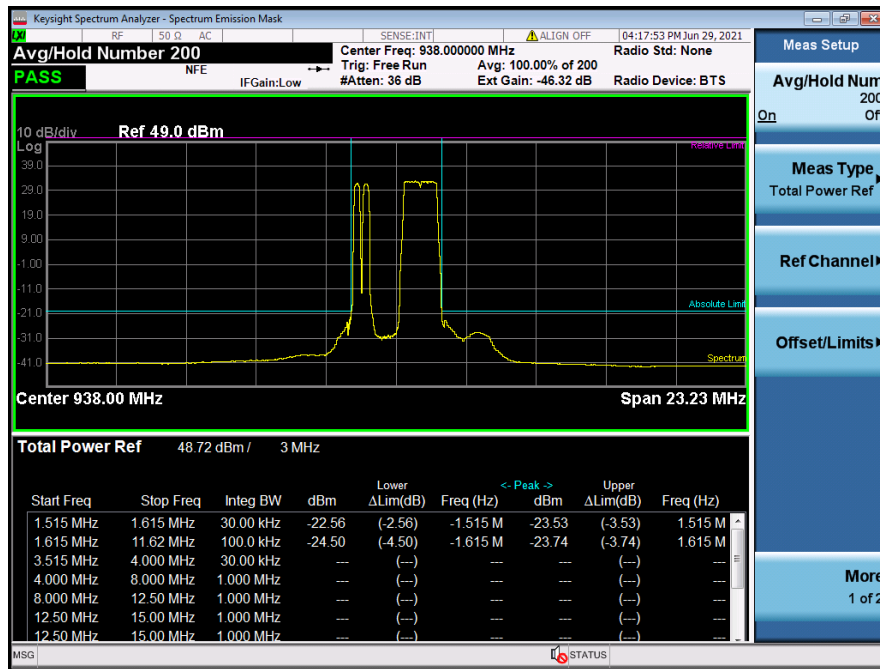 Keysight Spectrum Analyzer - Spectrum Emission Mask
LXI RF 50 Ω AC SENSE:INT ALIGN OFF 04:17:53 PM Jun 29, 2021
Avg/Hold Number 200 Center Freq: 938.000000 MHz Radio Std: None
Trig: Free Run Avg: 100.00% of 200
PASS NFE IFGain:Low #Atten: 36 dB Ext Gain: -46.32 dB Radio Device: BTS
10 dB/div Ref 49.0 dBm
Log
Relative Limit
39.0
29.0
19.0
9.00
-1.00
-11.0
Absolute Limit
-21.0
-31.0
Spectrum
-41.0
Center 938.00 MHz Span 23.23 MHz
Total Power Ref 48.72 dBm / 3 MHz
Lower <- Peak -> Upper
Start Freq Stop Freq Integ BW dBm ΔLim(dB) Freq (Hz) dBm ΔLim(dB) Freq (Hz)
1.515 MHz 1.615 MHz 30.00 kHz -22.56 (-2.56) -1.515 M -23.53 (-3.53) 1.515 M
1.615 MHz 11.62 MHz 100.0 kHz -24.50 (-4.50) -1.615 M -23.74 (-3.74) 1.615 M
3.515 MHz 4.000 MHz 30.00 kHz --- (---) --- --- (---) ---
4.000 MHz 8.000 MHz 1.000 MHz --- (---) --- --- (---) ---
8.000 MHz 12.50 MHz 1.000 MHz --- (---) --- --- (---) ---
12.50 MHz 15.00 MHz 1.000 MHz --- (---) --- --- (---) ---
12.50 MHz 15.00 MHz 1.000 MHz --- (---) --- --- (---) ---
MSG STATUS
Meas Setup
Avg/Hold Num
200
On Of
Meas Type
Total Power Ref
Ref Channel
Offset/Limits
More
1 of 2